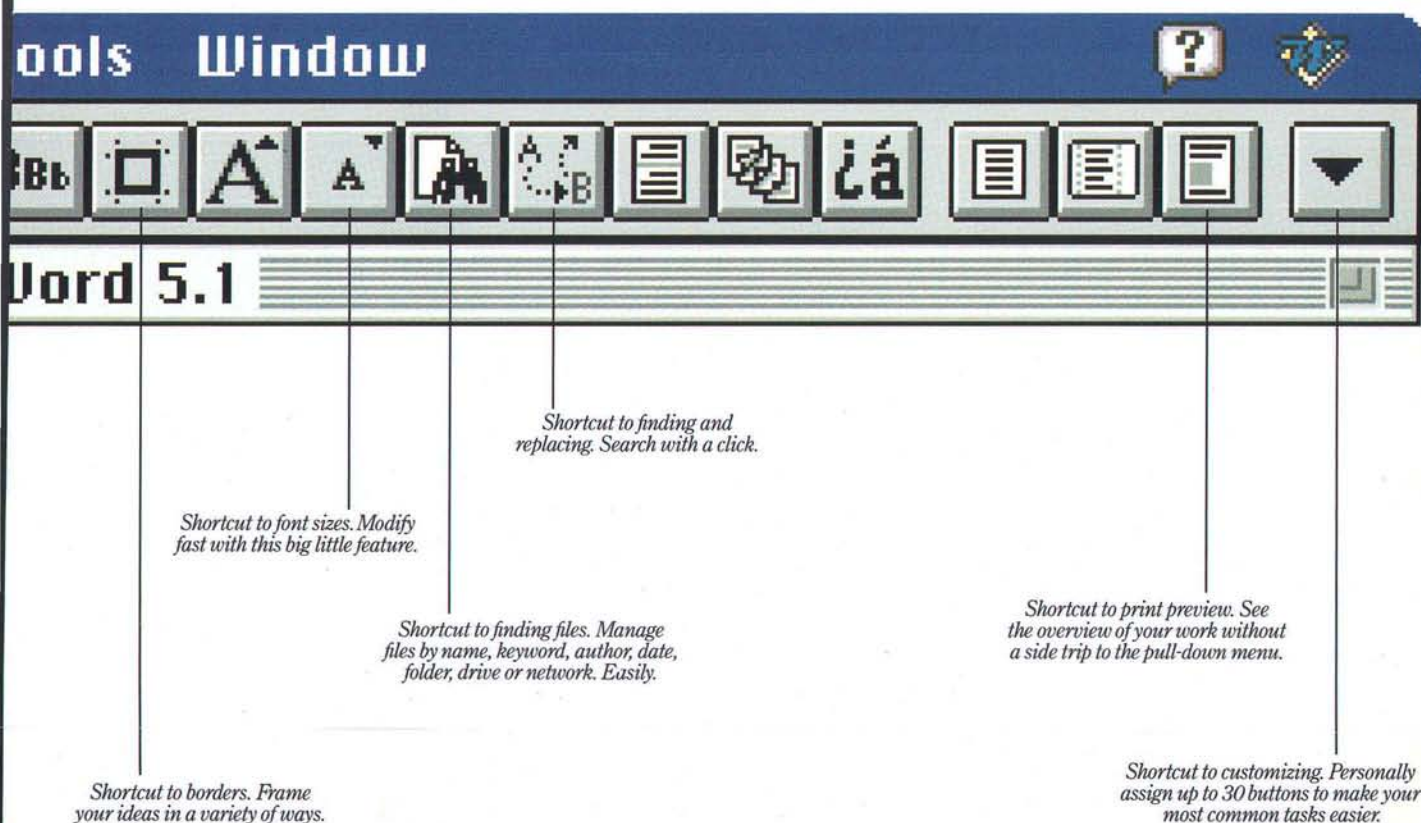 ools Window ?
BBb A A A B ¿á
Word 5.1
Shortcut to finding and
replacing. Search with a click.
Shortcut to font sizes. Modify
fast with this big little feature.
Shortcut to finding files. Manage
files by name, keyword, author, date,
folder, drive or network. Easily.
Shortcut to print preview. See
the overview of your work without
a side trip to the pull-down menu.
Shortcut to borders. Frame
your ideas in a variety of ways.
Shortcut to customizing. Personally
assign up to 30 buttons to make your
most common tasks easier.